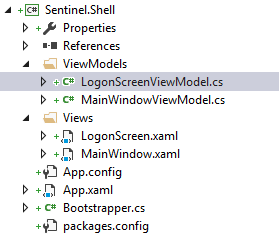 C# Sentinel.Shell
Properties
References
ViewModels
C# LogonScreenViewModel.cs
C# MainWindowViewModel.cs
Views
LogonScreen.xaml
MainWindow.xaml
App.config
App.xaml
C# Bootstrapper.cs
packages.config